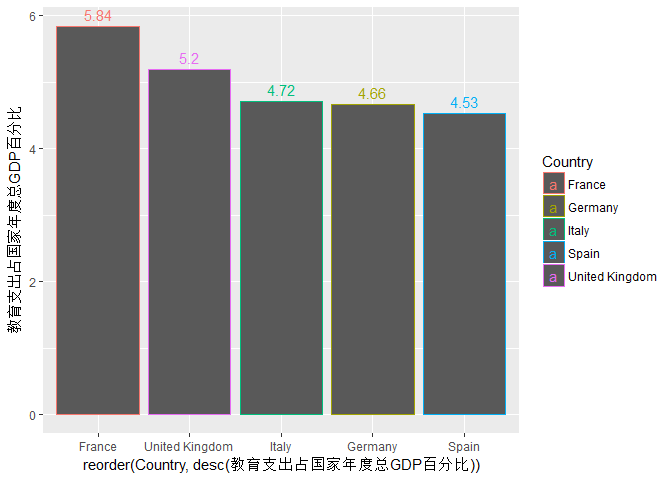 教育支出占国家年度总GDP百分比
6
4
2
0
5.84
5.2
4.72
4.66
4.53
France
United Kingdom
Italy
Germany
Spain
reorder(Country, desc(教育支出占国家年度总GDP百分比))
Country
a France
a Germany
a Italy
a Spain
a United Kingdom